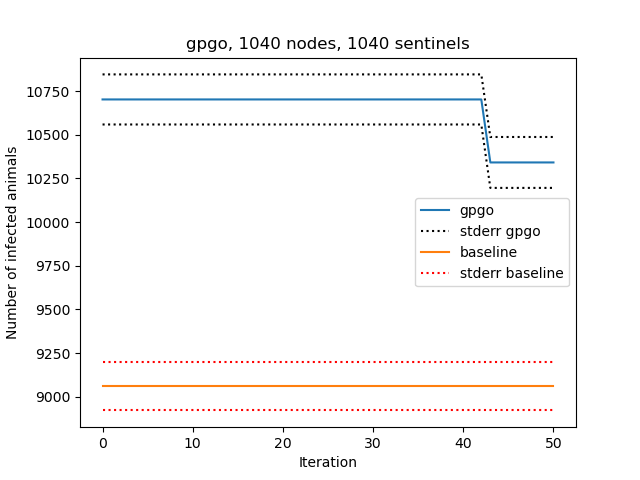 gpgo, 1040 nodes, 1040 sentinels
Number of infected animals
10750
10500
10250
10000
9750
9500
9250
9000
gpgo
stderr gpgo
baseline
stderr baseline
0 10 20 30 40 50
Iteration